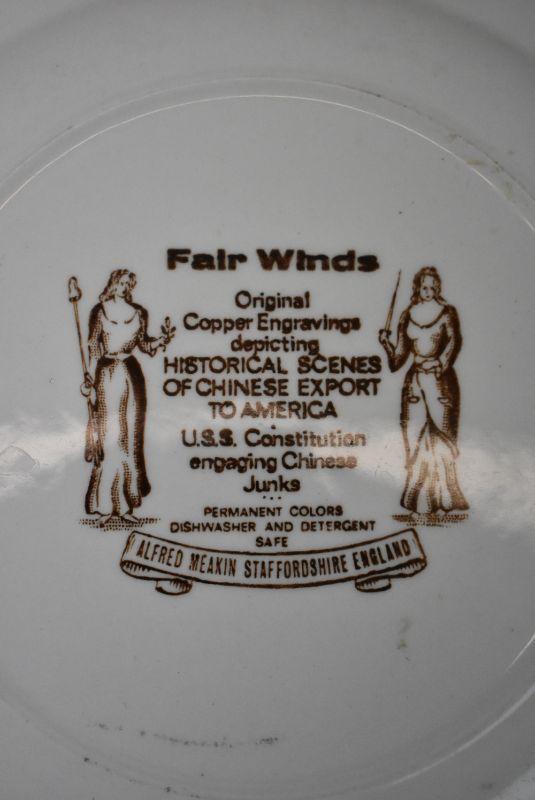 Fair Winds
Original
Copper Engravings
depicting
HISTORICAL SCENES
OF CHINESE EXPORT
TO AMERICA
U.S.S. Constitution
engaging Chinese
Junks
PERMANENT COLORS
DISHWASHER AND DETERGENT
SAFE
ALFRED MEAKIN STAFFORDSHIRE ENGLAND